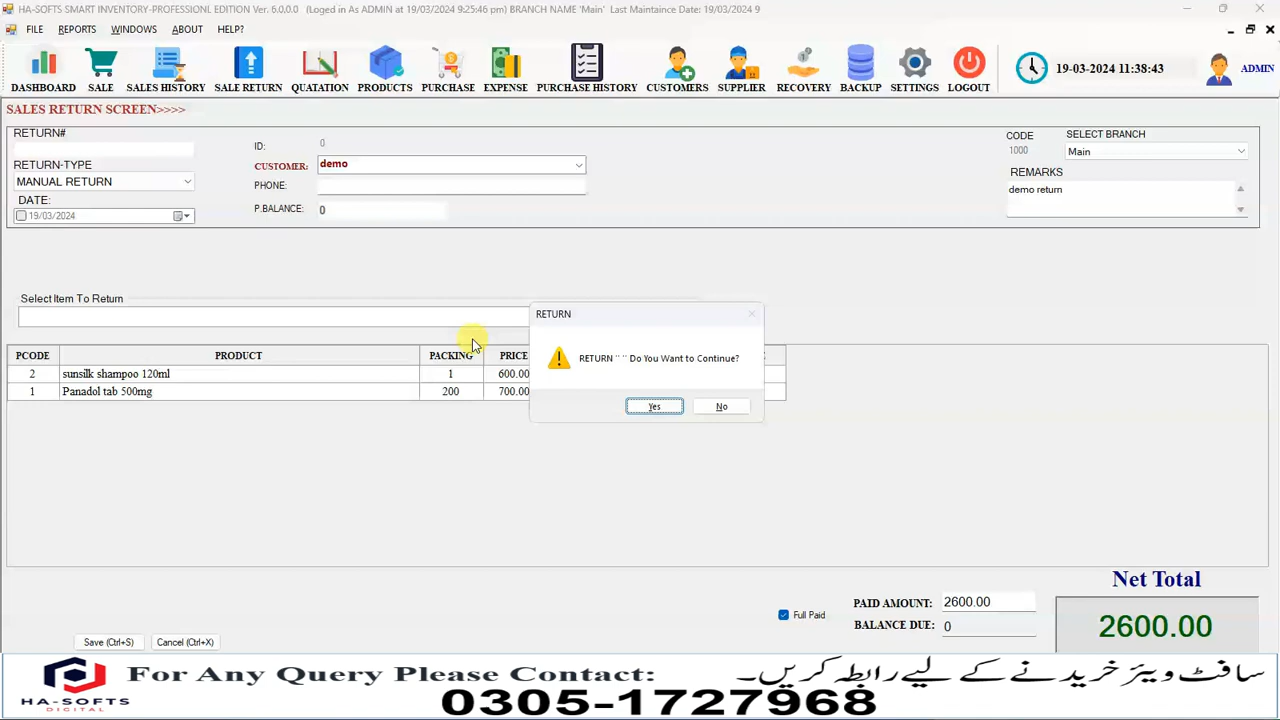 HA-SOFTS SMART INVENTORY-PROFESSIONL EDITION Ver. 6.0.0.0 (Loged in As ADMIN at 19/03/2024 9:25:46 pm) BRANCH NAME 'Main' Last Maintaince Date: 19/03/2024 9
FILE REPORTS WINDOWS ABOUT HELP?
DASHBOARD SALE SALES HISTORY SALE RETURN QUATATION PRODUCTS PURCHASE EXPENSE PURCHASE HISTORY CUSTOMERS SUPPLIER RECOVERY BACKUP SETTINGS LOGOUT 19-03-2024 11:38:43 ADMIN
SALES RETURN SCREEN>>>>
RETURN#
RETURN-TYPE
MANUAL RETURN
DATE:
19/03/2024
ID: 0
CUSTOMER: demo
PHONE:
P.BALANCE: 0
CODE
1000
SELECT BRANCH
Main
REMARKS
demo return
Select Item To Return
PCODE PRODUCT PACKING PRICE
2 sunsilk shampoo 120ml 1 600.00
1 Panadol tab 500mg 200 700.00
RETURN
RETURN " " Do You Want to Continue?
Yes No
Full Paid
PAID AMOUNT: 2600.00
BALANCE DUE: 0
Net Total
2600.00
Save (Ctrl+S) Cancel (Ctrl+X)
HA-SOFTS
DIGITAL
For Any Query Please Contact:
سافٹ ویئر خریدنے کے لیے رابطہ کریں۔
0305-1727968